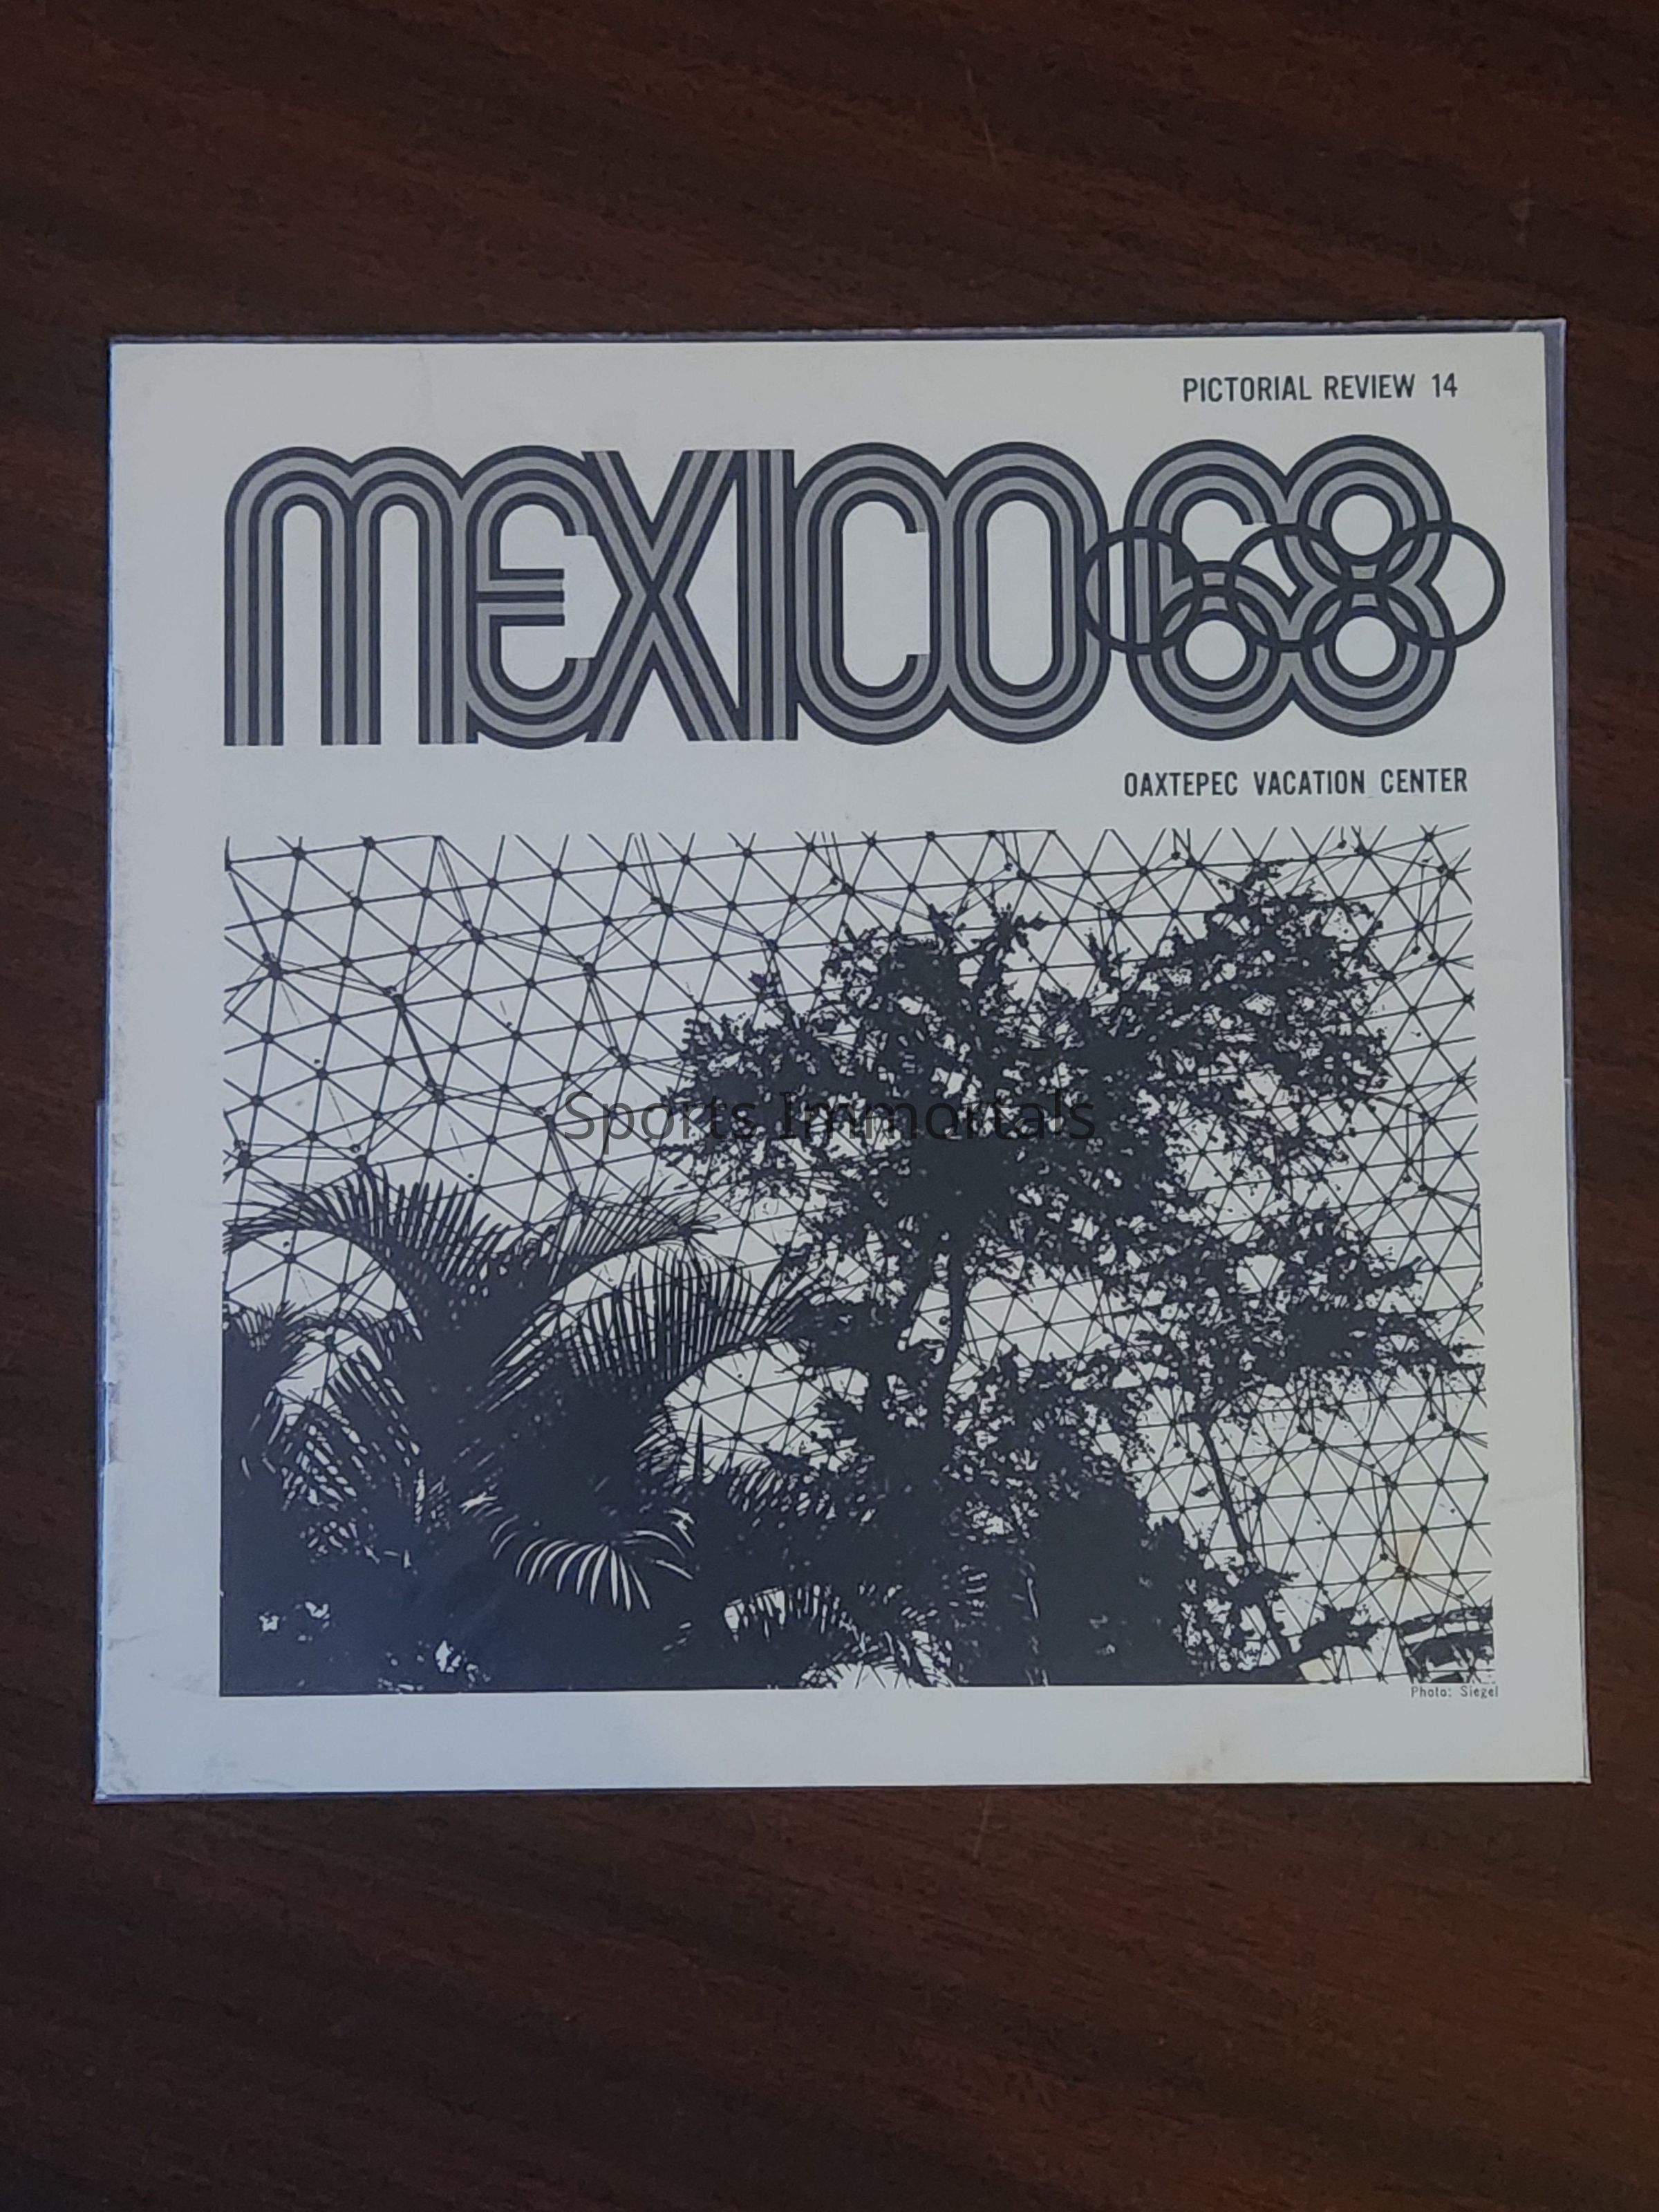 PICTORIAL REVIEW 14
MEXICO 68
OAXTEPEC VACATION CENTER
Sports Immortals
Photo: Siegel